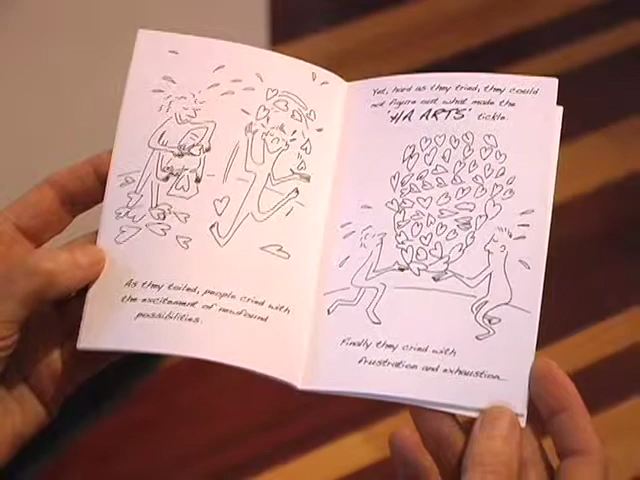 As they toiled, people cried with
the excitement of newfound
possibilities.
Yet, hard as they tried, they could
not figure out what made the
'HA ARTS' tickle.
Finally they cried with
frustration and exhaustion...